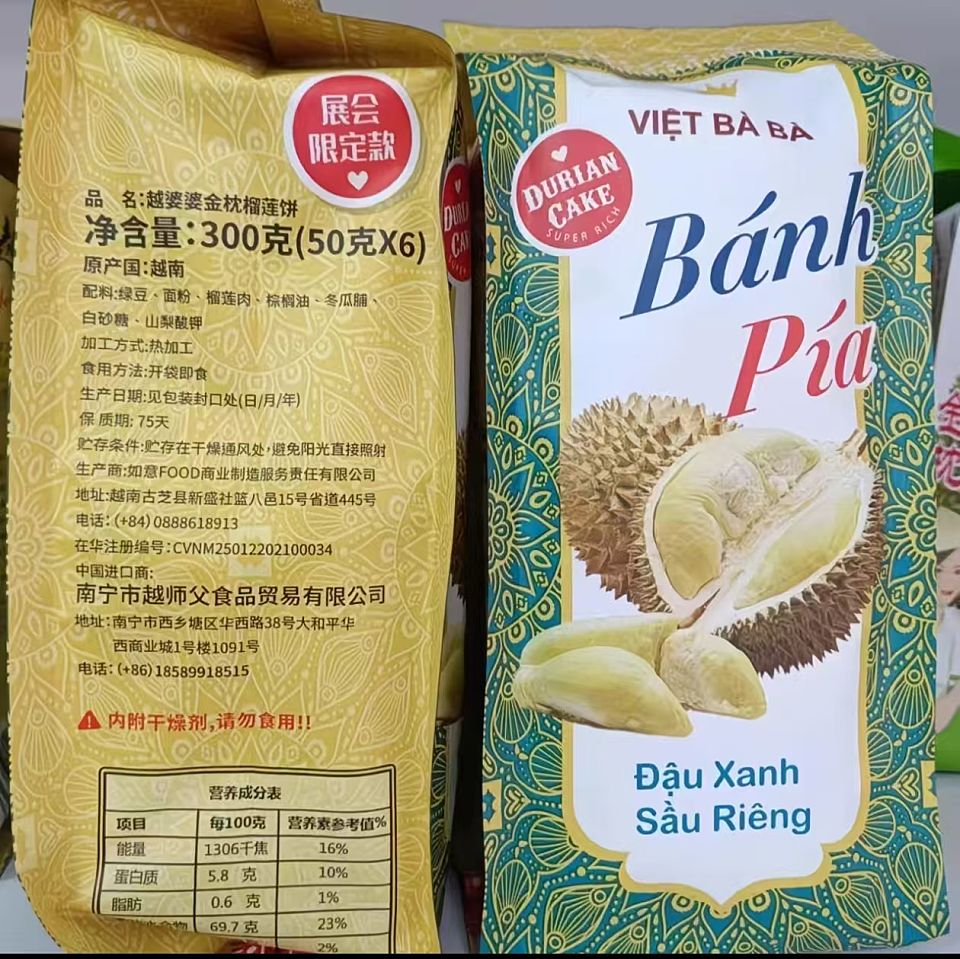 展会
限定款
品 名:越婆婆金枕榴莲饼
净含量:300克(50克X6)
原产国:越南
配料:绿豆、面粉、榴莲肉、棕榈油、冬瓜脯、
白砂糖、山梨酸钾
加工方式:热加工
食用方法:开袋即食
生产日期:见包装封口处(日/月/年)
保 质期: 75天
贮存条件:贮存在干燥通风处,避免阳光直接照射
生产商:如意FOOD商业制造服务责任有限公司
地址:越南古芝县新盛社篮八邑15号省道445号
电话:(+84)0888618913
在华注册编号:CVNM25012202100034
中国进口商:
南宁市越师父食品贸易有限公司
地址:南宁市西乡塘区华西路38号大和平华
西商业城1号楼1091号
电话:(+86)18589918515
内附干燥剂,请勿食用!!
营养成分表
项目 每100克 营养素参考值%
能量 1306千焦 16%
蛋白质 5.8 克 10%
脂肪 0.6 克 1%
69.7 克 23%
2%
VIỆT BÀ BÀ
DURIAN
CAKE
SUPER RICH
Bánh
Pía
Đậu Xanh
Sầu Riêng